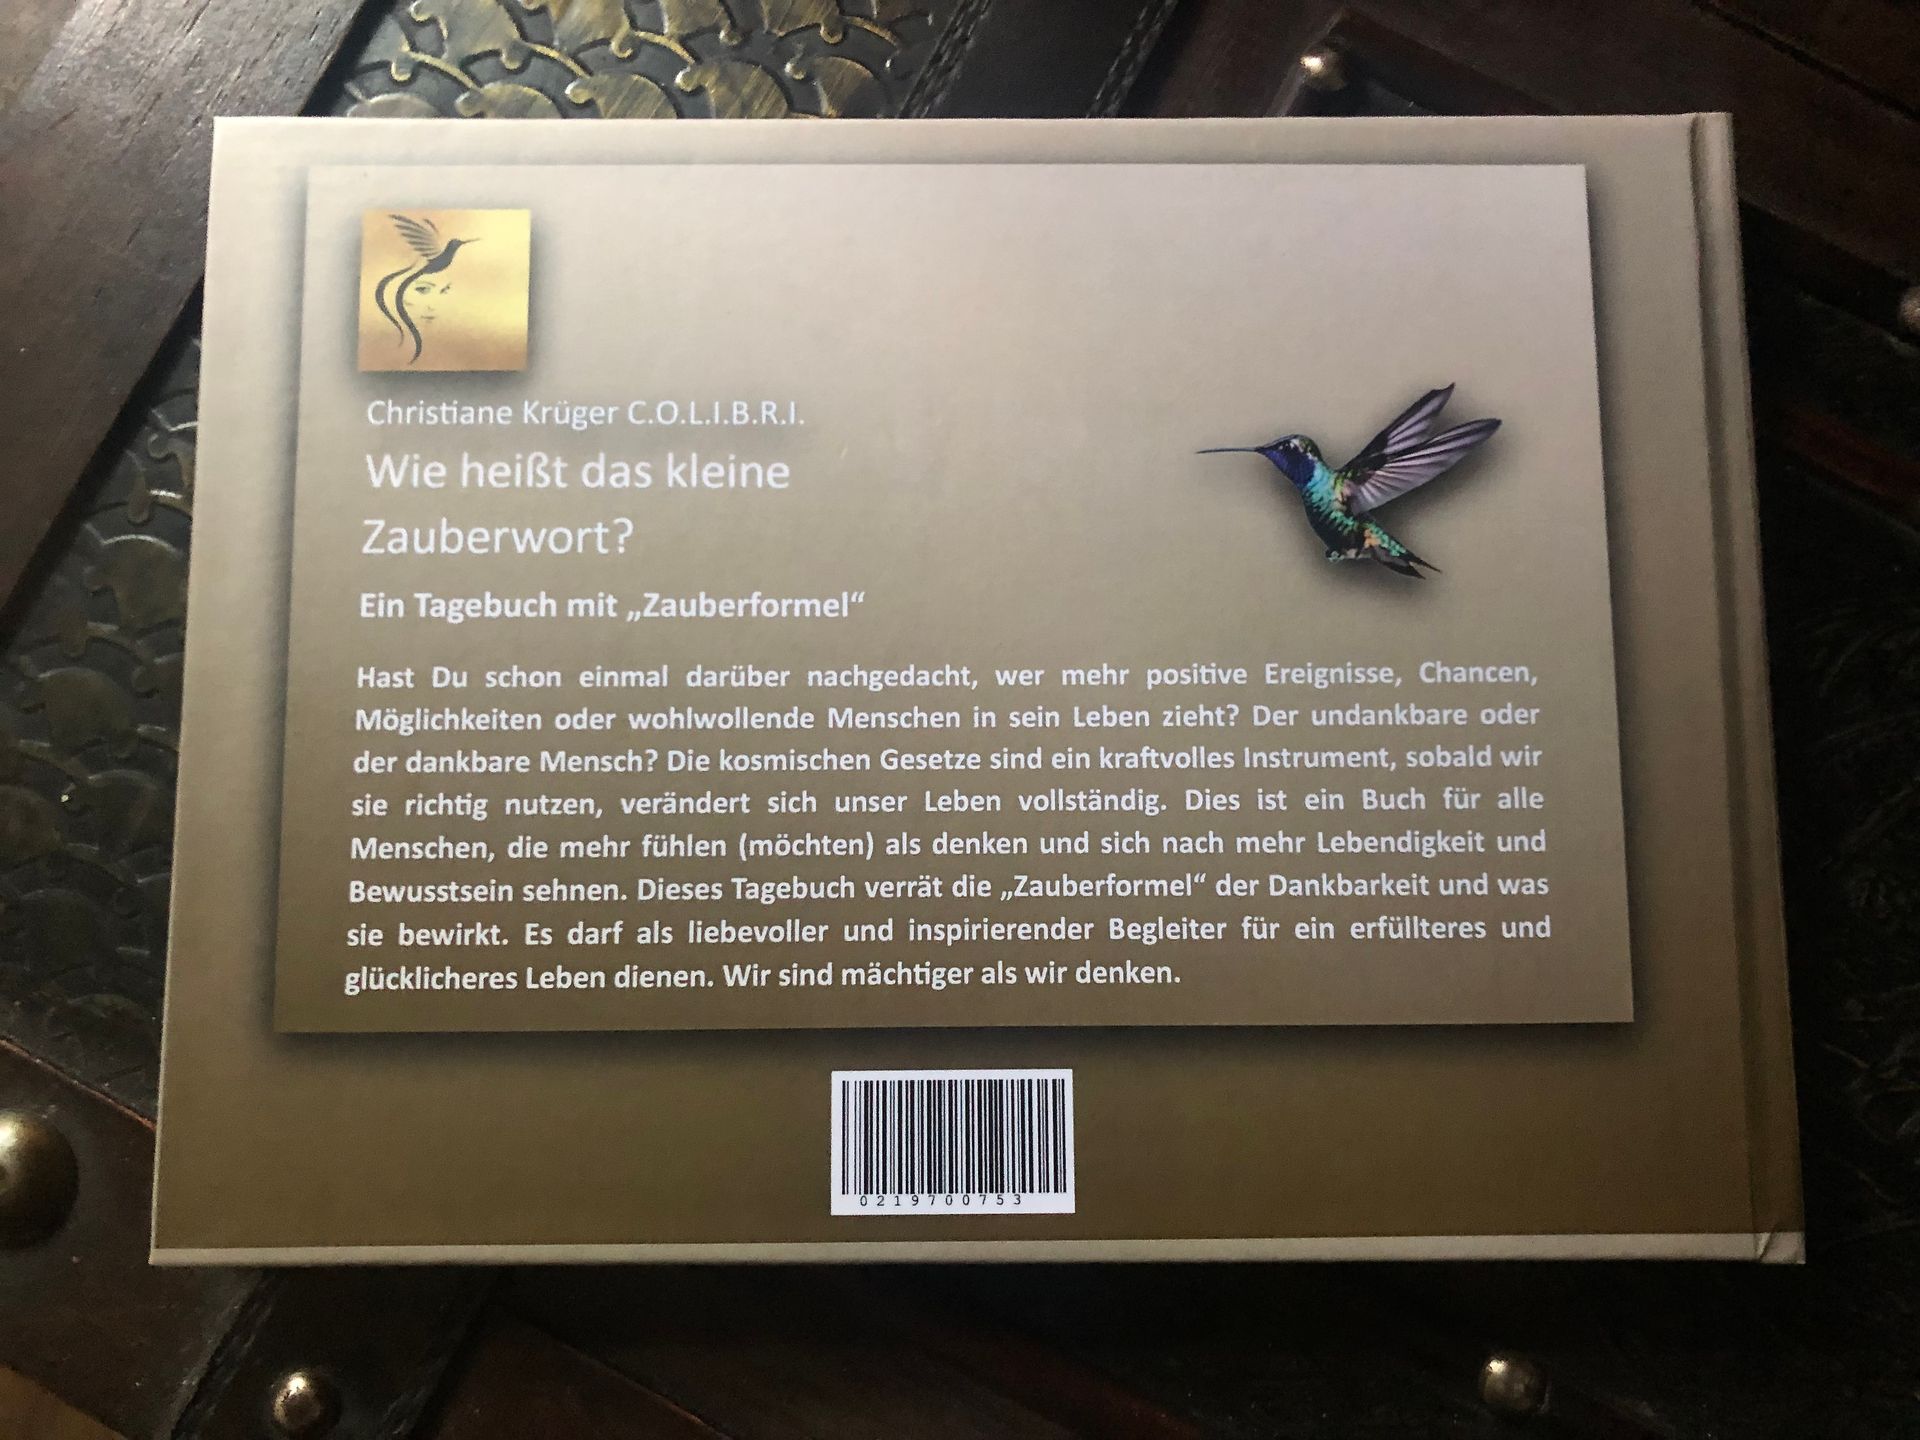 Christiane Krüger C.O.L.I.B.R.I.
Wie heißt das kleine
Zauberwort?
Ein Tagebuch mit „Zauberformel“
Hast Du schon einmal darüber nachgedacht, wer mehr positive Ereignisse, Chancen,
Möglichkeiten oder wohlwollende Menschen in sein Leben zieht? Der undankbare oder
der dankbare Mensch? Die kosmischen Gesetze sind ein kraftvolles Instrument, sobald wir
sie richtig nutzen, verändert sich unser Leben vollständig. Dies ist ein Buch für alle
Menschen, die mehr fühlen (möchten) als denken und sich nach mehr Lebendigkeit und
Bewusstsein sehnen. Dieses Tagebuch verrät die „Zauberformel“ der Dankbarkeit und was
sie bewirkt. Es darf als liebevoller und inspirierender Begleiter für ein erfüllteres und
glücklicheres Leben dienen. Wir sind mächtiger als wir denken.
0219700753